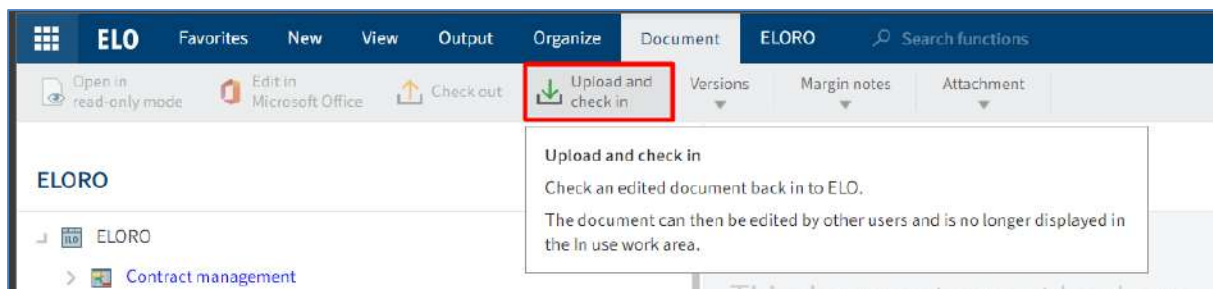 ELO Favorites New View Output Organize Document ELORO Search functions
Open in read-only mode
Edit in Microsoft Office
Check out
Upload and check in
Versions
Margin notes
Attachment
Upload and check in
Check an edited document back in to ELO.
The document can then be edited by other users and is no longer displayed in
the In use work area.
ELORO
ELORO
Contract management